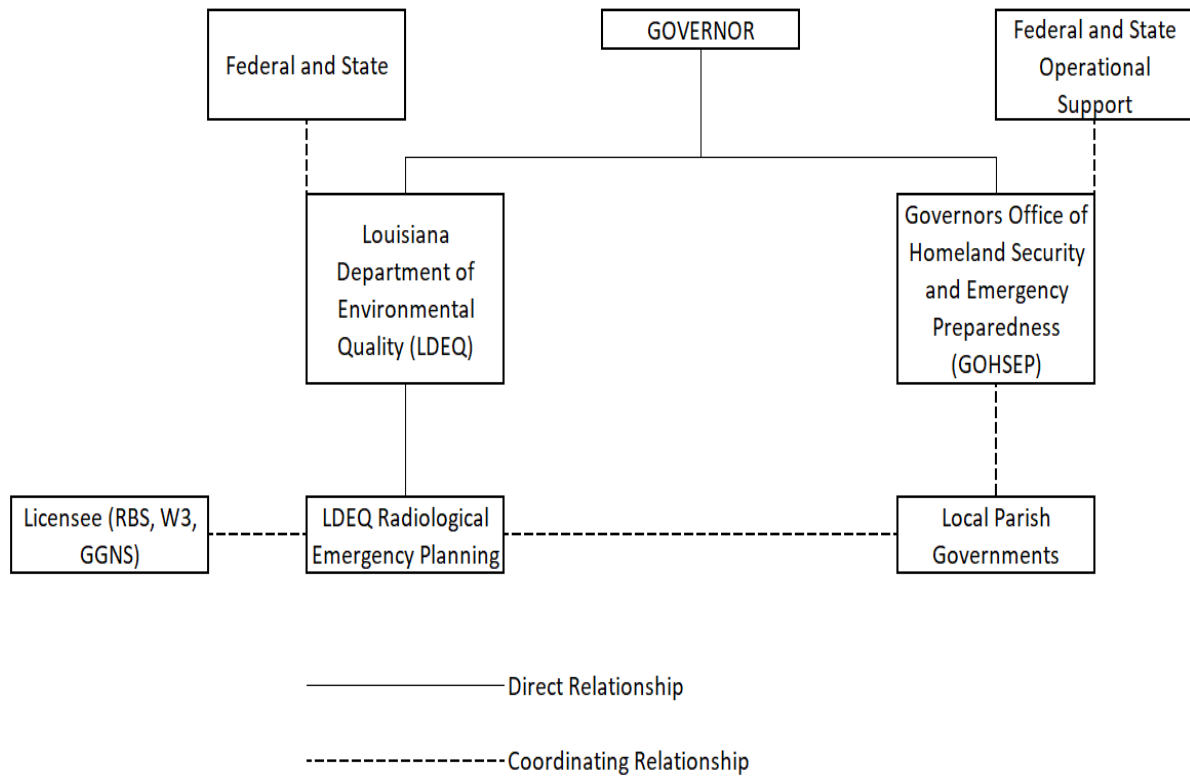 GOVERNOR
Federal and State
Federal and State
Operational
Support
Louisiana
Department of
Environmental
Quality (LDEQ)
Governors Office of
Homeland Security
and Emergency
Preparedness
(GOHSEP)
Licensee (RBS, W3,
GGNS)
LDEQ Radiological
Emergency Planning
Local Parish
Governments
Direct Relationship
Coordinating Relationship